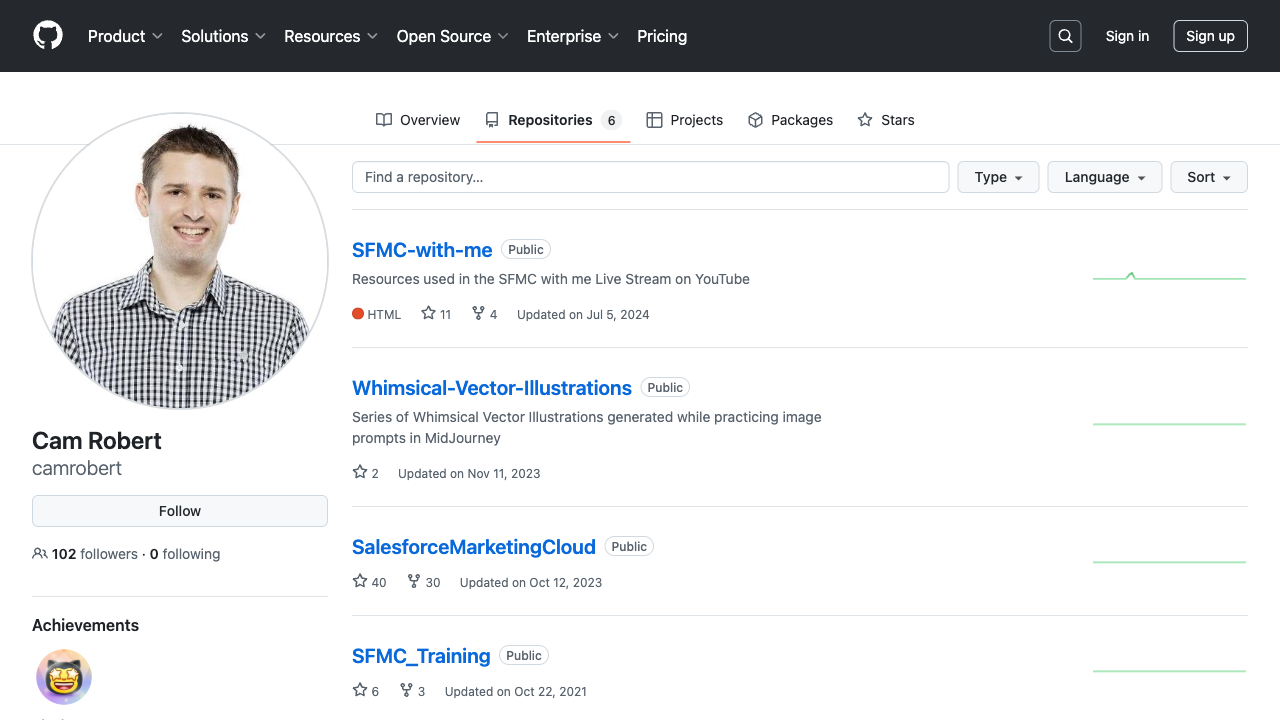 Product Solutions Resources Open Source Enterprise Pricing Sign in Sign up
Overview Repositories 6 Projects Packages Stars
Find a repository... Type Language Sort
SFMC-with-me Public
Resources used in the SFMC with me Live Stream on YouTube
HTML 11 4 Updated on Jul 5, 2024
Whimsical-Vector-Illustrations Public
Series of Whimsical Vector Illustrations generated while practicing image
prompts in MidJourney
2 Updated on Nov 11, 2023
SalesforceMarketingCloud Public
40 30 Updated on Oct 12, 2023
SFMC_Training Public
6 3 Updated on Oct 22, 2021
Cam Robert
camrobert
Follow
102 followers · 0 following
Achievements